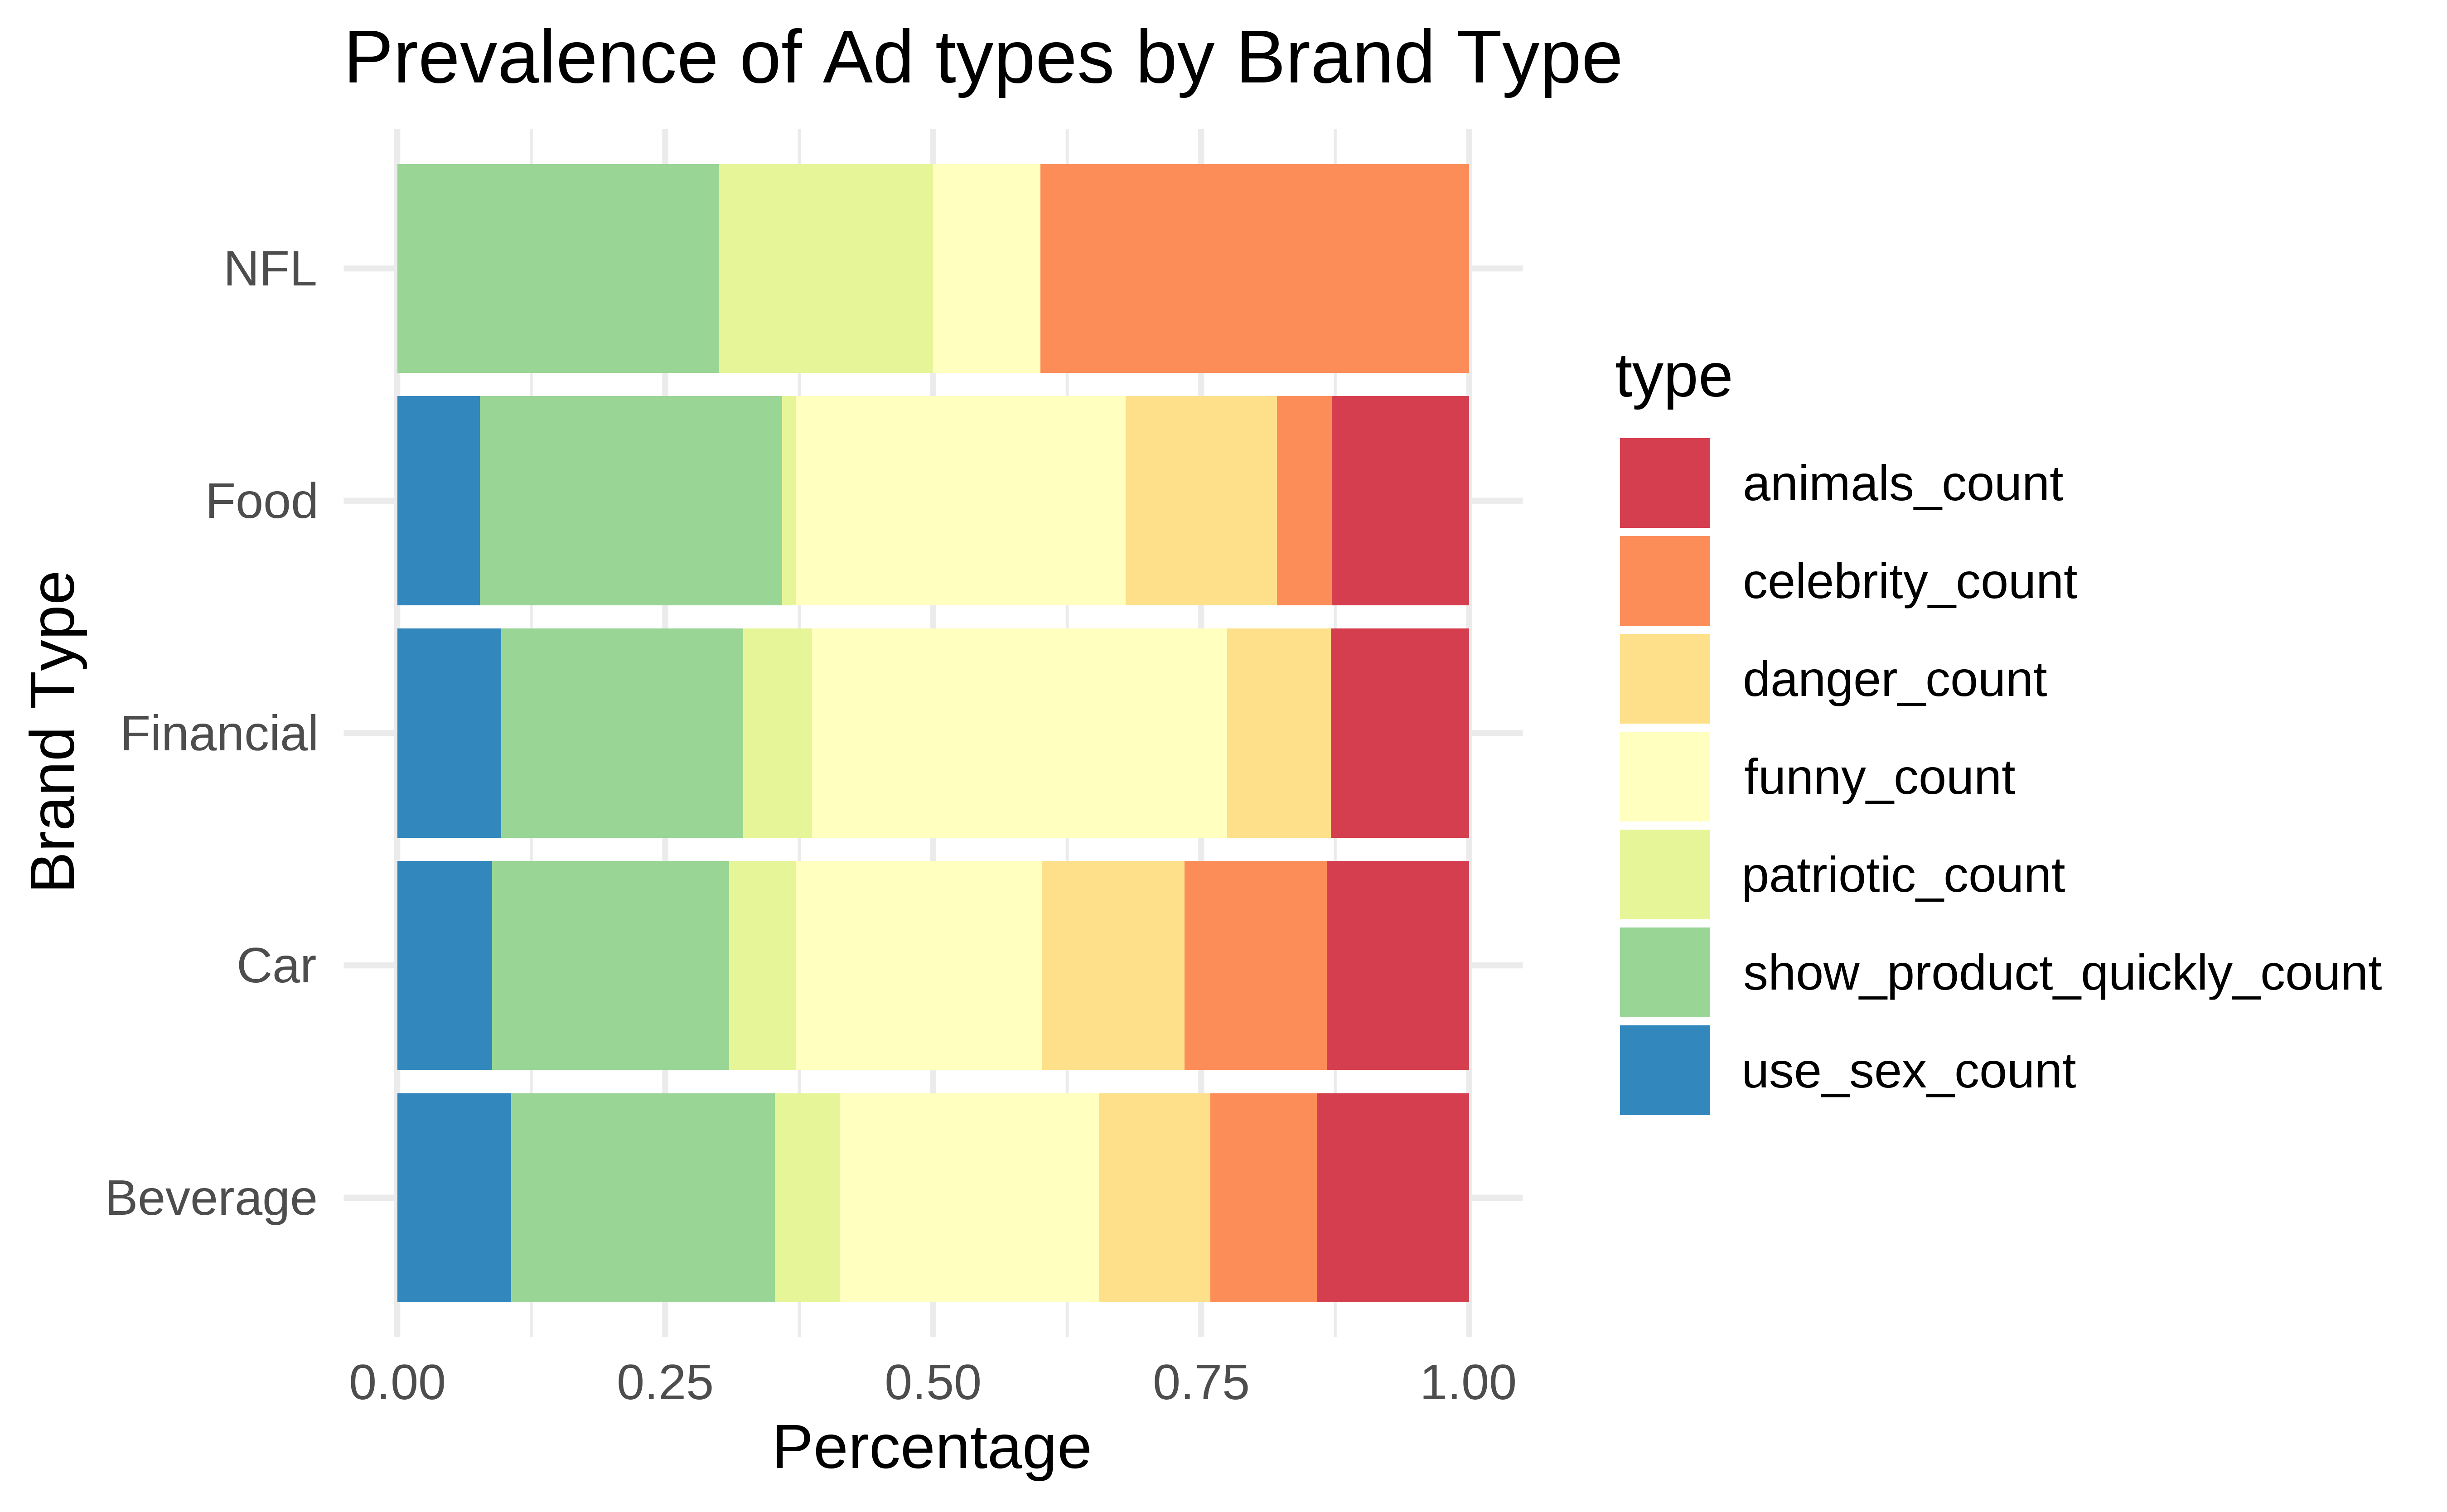 Prevalence of Ad types by Brand Type
Brand Type
NFL
Food
Financial
Car
Beverage
0.00 0.25 0.50 0.75 1.00
Percentage
type
animals_count
celebrity_count
danger_count
funny_count
patriotic_count
show_product_quickly_count
use_sex_count